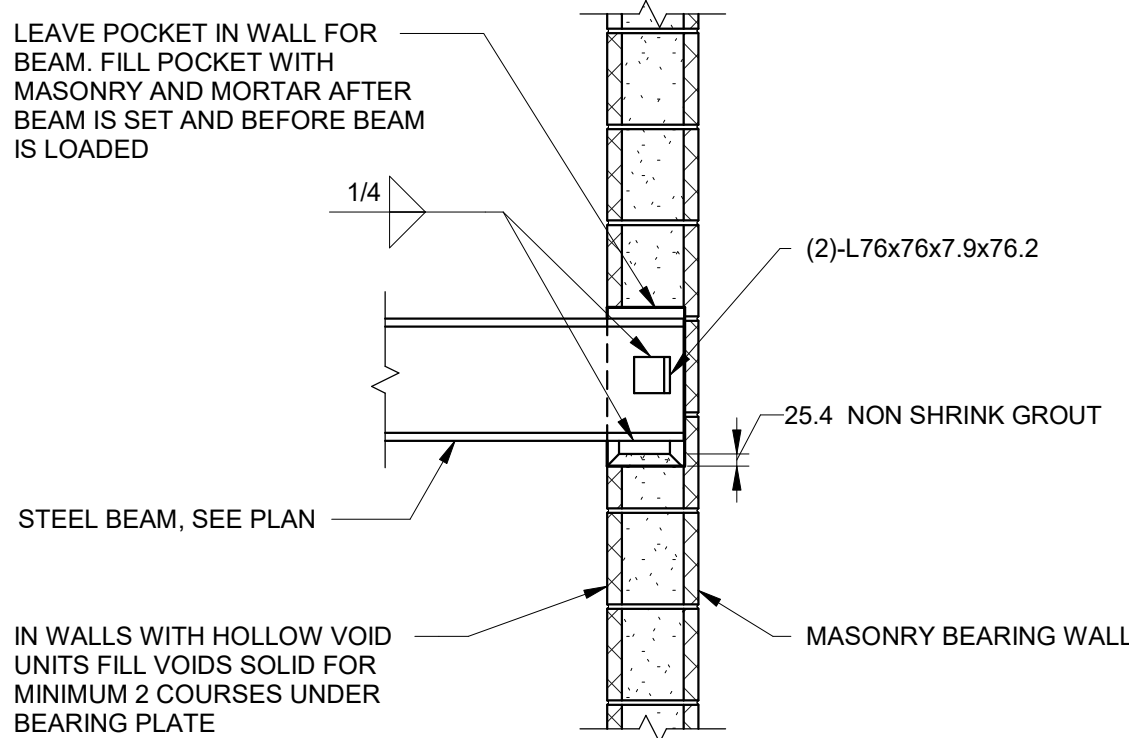 LEAVE POCKET IN WALL FOR
BEAM. FILL POCKET WITH
MASONRY AND MORTAR AFTER
BEAM IS SET AND BEFORE BEAM
IS LOADED
1/4
(2)-L76x76x7.9x76.2
25.4 NON SHRINK GROUT
STEEL BEAM, SEE PLAN
IN WALLS WITH HOLLOW VOID
UNITS FILL VOIDS SOLID FOR
MINIMUM 2 COURSES UNDER
BEARING PLATE
MASONRY BEARING WALL